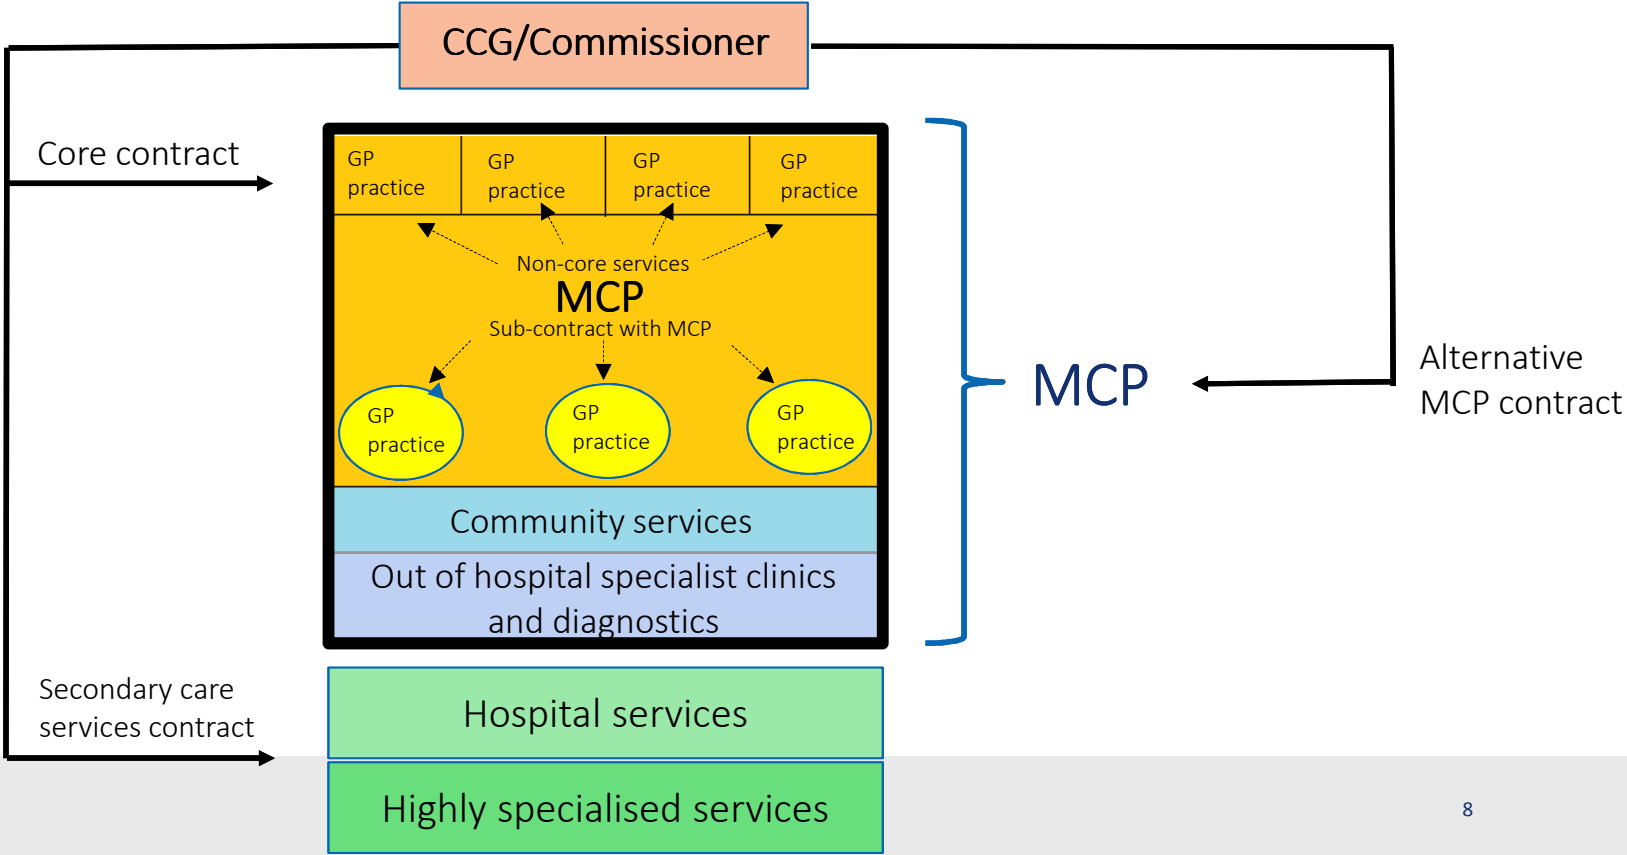 CCG/Commissioner
Core contract
GP
practice
GP
practice
GP
practice
GP
practice
Non-core services
MCP
Sub-contract with MCP
GP
practice
GP
practice
GP
practice
Community services
Out of hospital specialist clinics
and diagnostics
MCP
Alternative
MCP contract
Secondary care
services contract
Hospital services
Highly specialised services
8